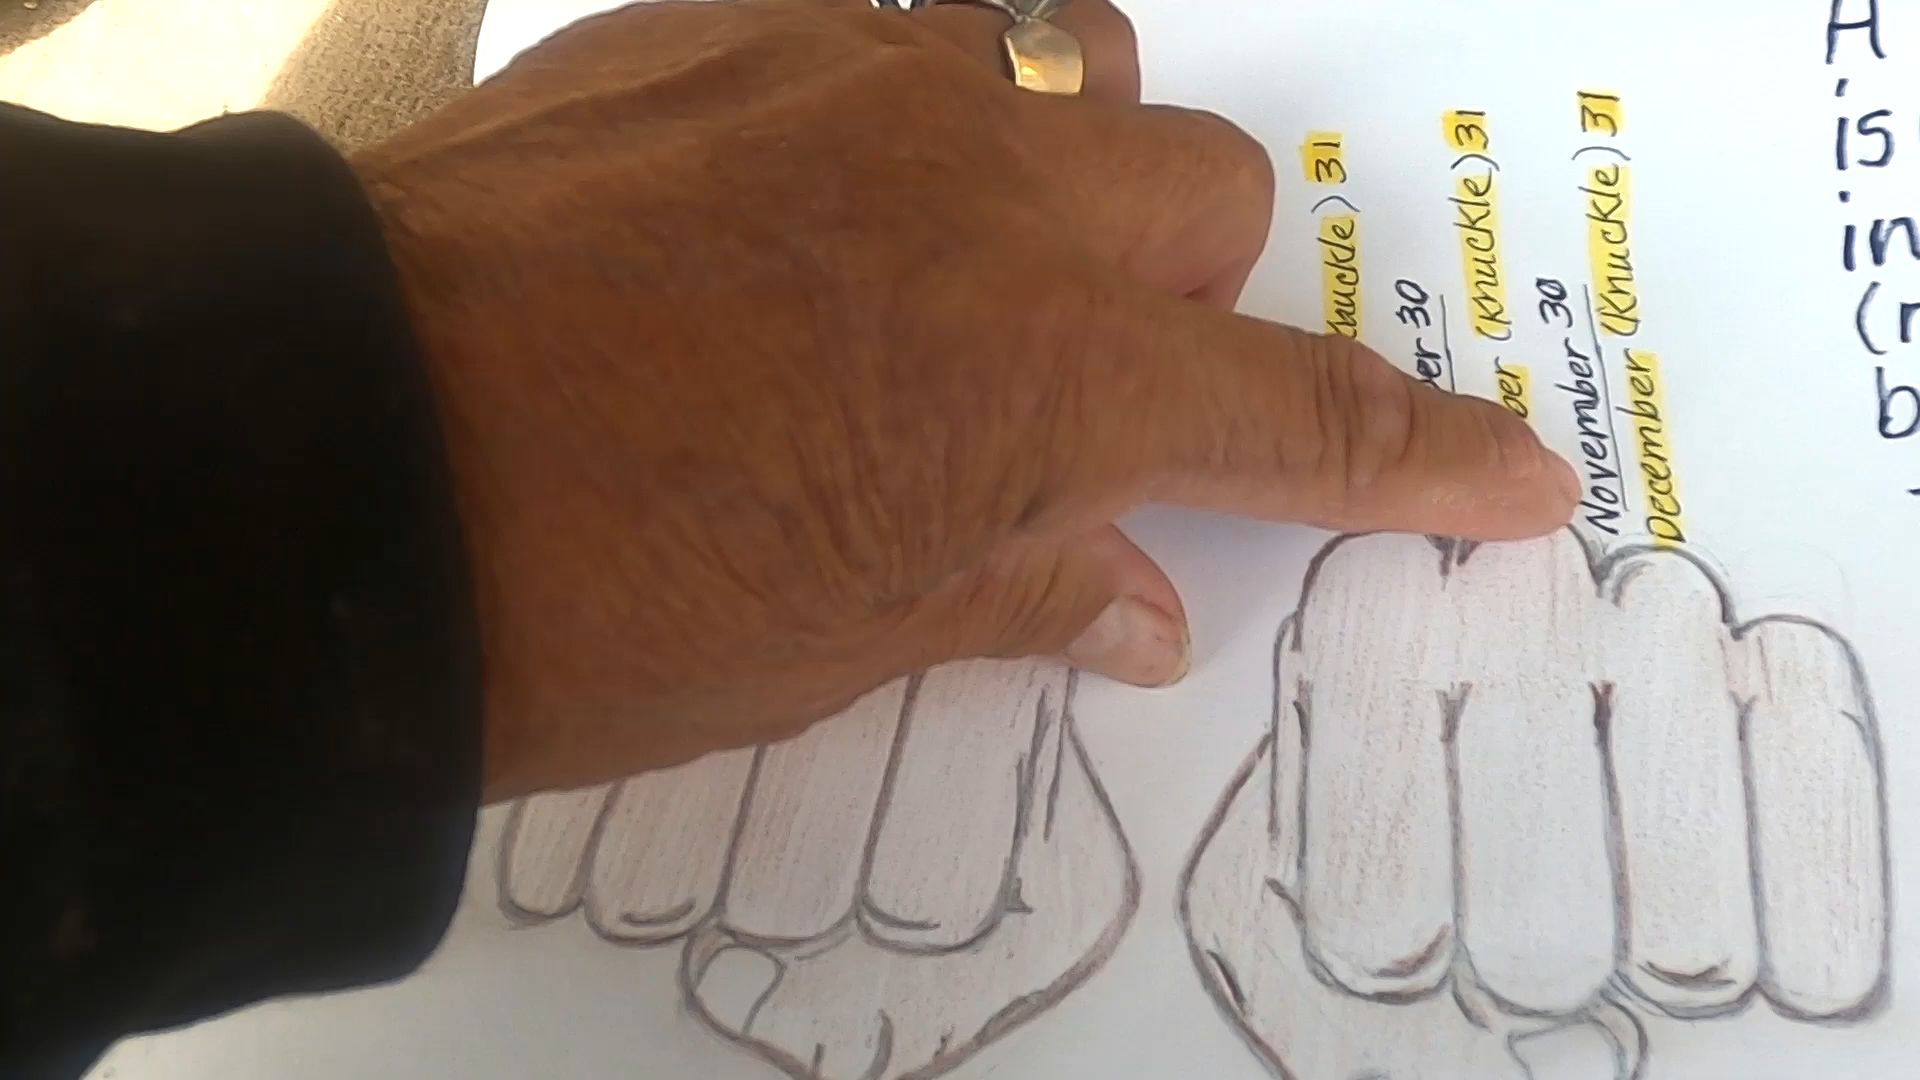 Knuckle) 31
ber 30
ber (Knuckle) 31
November 30
December (Knuckle) 31
A
is
in
(r
b